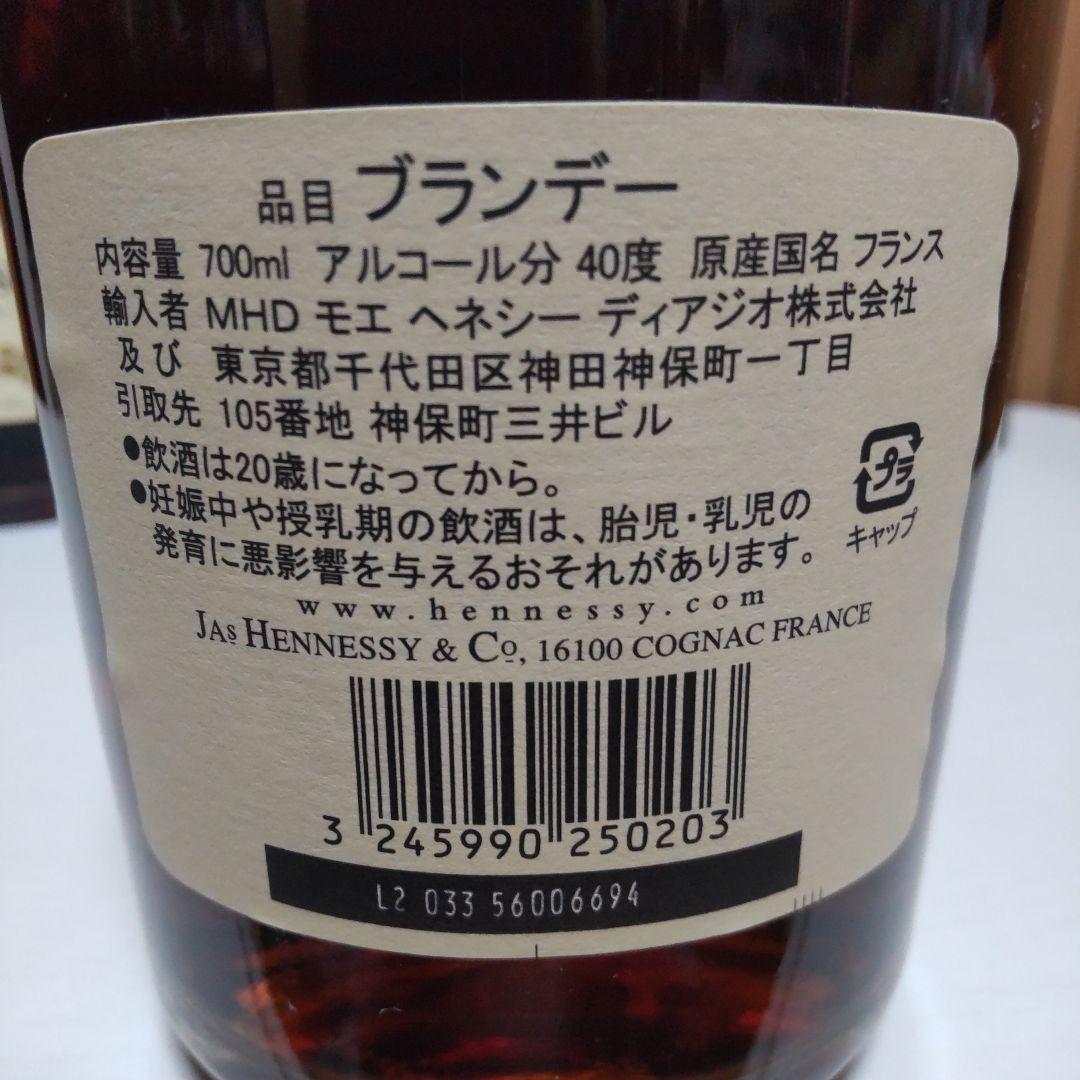 品目 ブランデー
内容量 700ml アルコール分 40度 原産国名 フランス
輸入者 MHD モエ ヘネシー ディアジオ株式会社
及び 東京都千代田区神田神保町一丁目
引取先 105番地 神保町三井ビル
●飲酒は20歳になってから。
●妊娠中や授乳期の飲酒は、胎児・乳児の
発育に悪影響を与えるおそれがあります。
プラ
キャップ
www.hennessy.com
JAS HENNESSY & Co, 16100 COGNAC FRANCE
3 245990 250203
L2 033 56006694